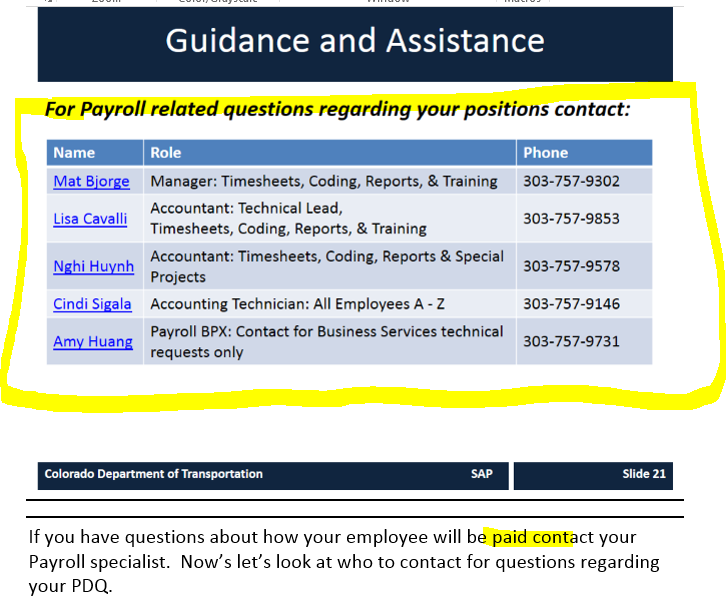 Guidance and Assistance
For Payroll related questions regarding your positions contact:
Name Role Phone
Mat Bjorge Manager: Timesheets, Coding, Reports, & Training 303-757-9302
Lisa Cavalli Accountant: Technical Lead,
Timesheets, Coding, Reports, & Training 303-757-9853
Nghi Huynh Accountant: Timesheets, Coding, Reports & Special
Projects 303-757-9578
Cindi Sigala Accounting Technician: All Employees A - Z 303-757-9146
Amy Huang Payroll BPX: Contact for Business Services technical
requests only 303-757-9731
Colorado Department of Transportation SAP Slide 21
If you have questions about how your employee will be paid contact your
Payroll specialist.  Now's let's look at who to contact for questions regarding
your PDQ.